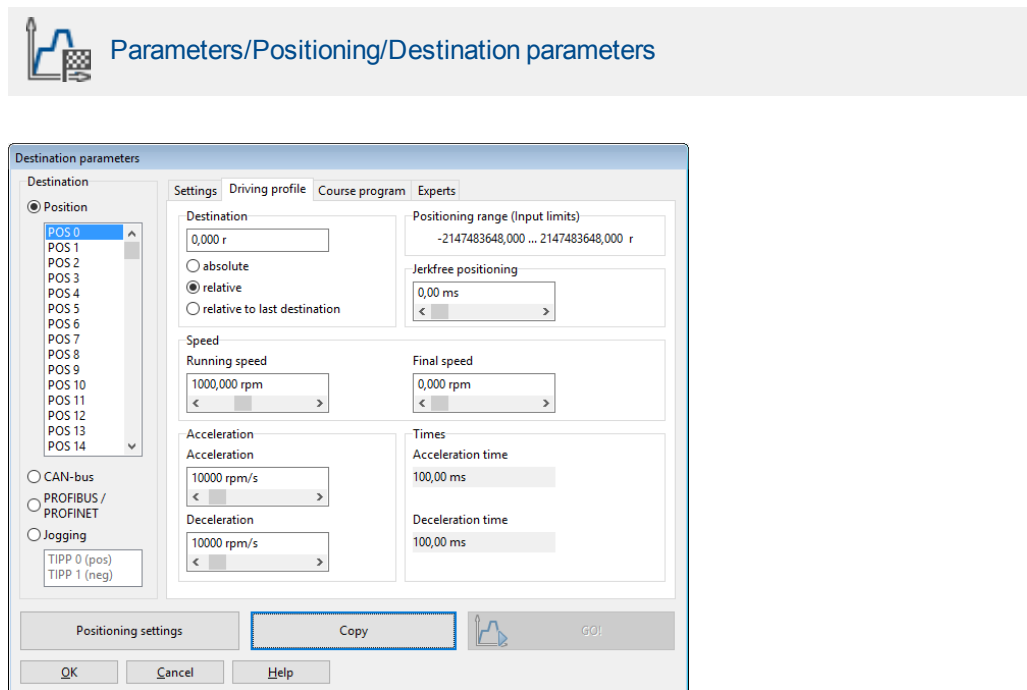 Parameters/Positioning/Destination parameters
Destination parameters
Destination
Position
POS 0
POS 1
POS 2
POS 3
POS 4
POS 5
POS 6
POS 7
POS 8
POS 9
POS 10
POS 11
POS 12
POS 13
POS 14
CAN-bus
PROFIBUS /
PROFINET
Jogging
TIPP 0 (pos)
TIPP 1 (neg)
Settings Driving profile Course program Experts
Destination
0,000 r
absolute
relative
relative to last destination
Positioning range (Input limits)
-2147483648,000 ... 2147483648,000 r
Jerkfree positioning
0,00 ms
Speed
Running speed
1000,000 rpm
Final speed
0,000 rpm
Acceleration
Acceleration
10000 rpm/s
Deceleration
10000 rpm/s
Times
Acceleration time
100,00 ms
Deceleration time
100,00 ms
Positioning settings
Copy
GO!
OK
Cancel
Help